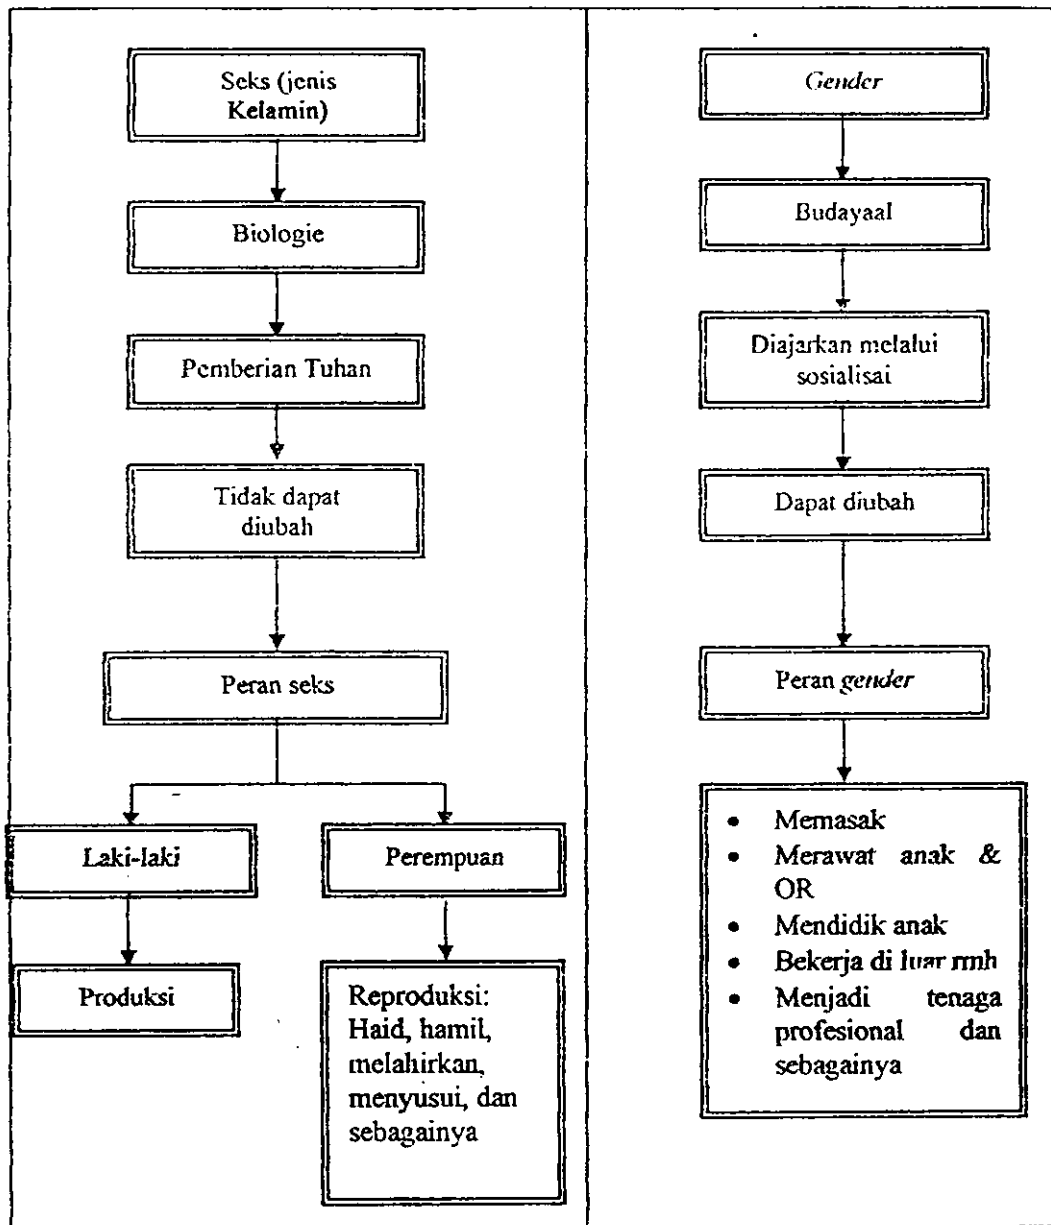 Seks (jenis
Kelamin)
Biologie
Pemberian Tuhan
Tidak dapat
diubah
Peran seks
Laki-laki
Perempuan
Produksi
Reproduksi:
Haid, hamil,
melahirkan,
menyusui, dan
sebagainya
Gender
Budayaal
Diajarkan melalui
sosialisai
Dapat diubah
Peran gender
• Memasak
• Merawat anak &
OR
• Mendidik anak
• Bekerja di luar rmh
• Menjadi tenaga
profesional dan
sebagainya